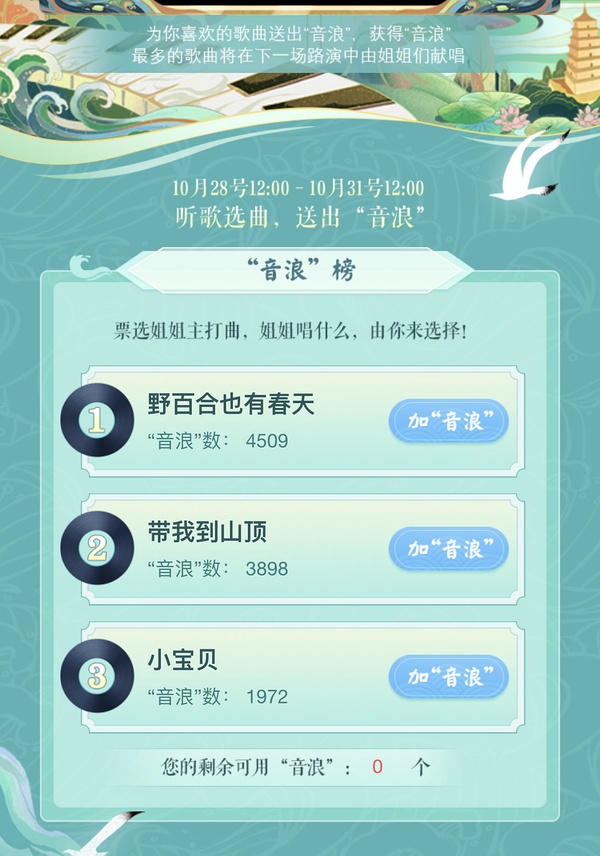 为你喜欢的歌曲送出“音浪”，获得“音浪”
最多的歌曲将在下一场路演中由姐姐们献唱
10月28号12:00 - 10月31号12:00
听歌选曲，送出“音浪”
“音浪”榜
票选姐姐主打曲，姐姐唱什么，由你来选择!
1
野百合也有春天
“音浪”数： 4509
加“音浪”
2
带我到山顶
“音浪”数： 3898
加“音浪”
3
小宝贝
“音浪”数： 1972
加“音浪”
您的剩余可用“音浪”： 0 个